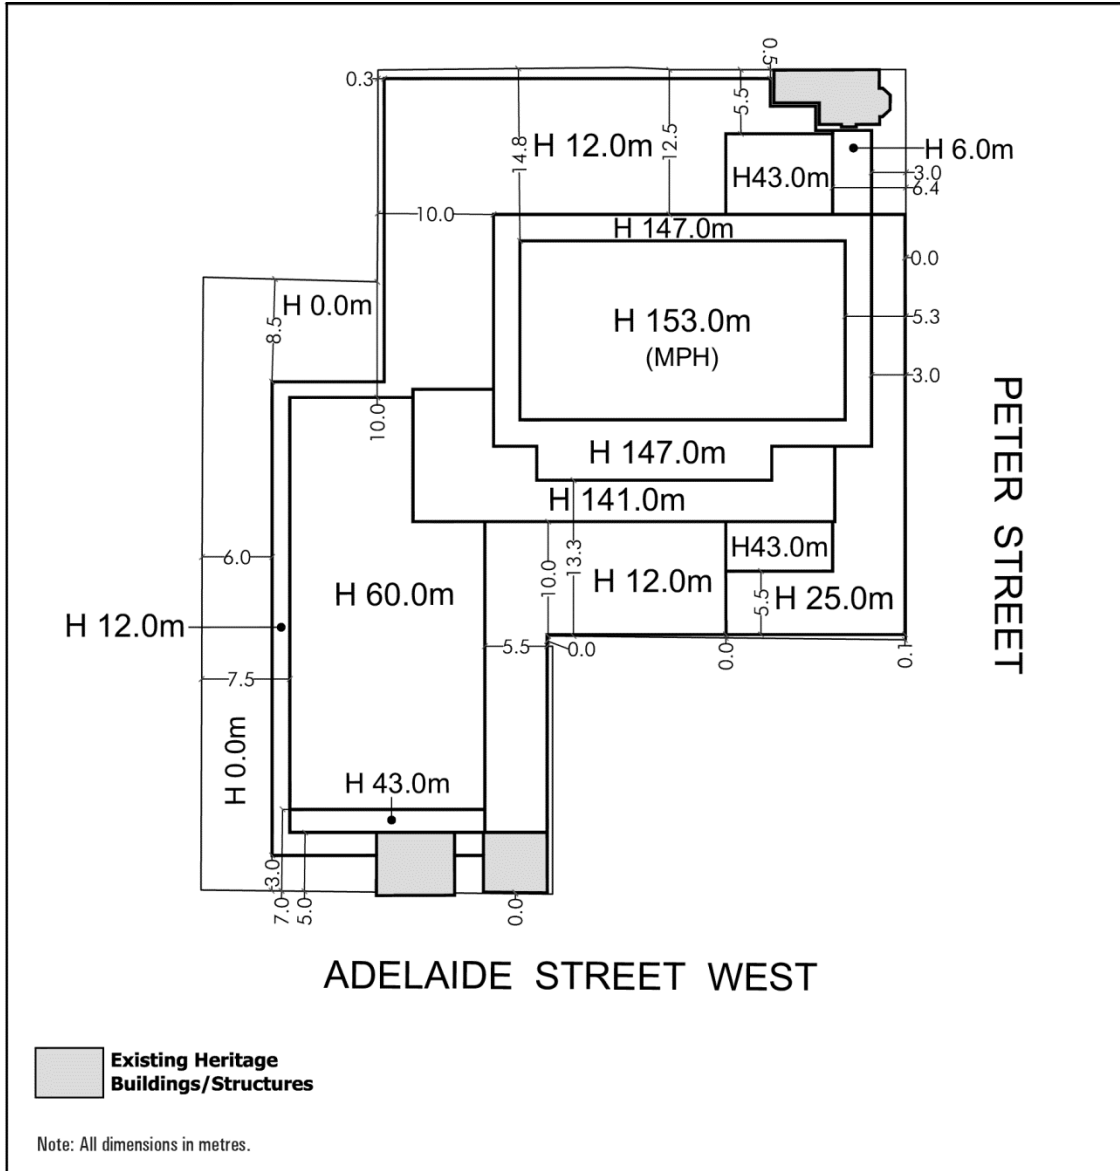 0.5
0.3
5.5
14.8
H 12.0m
12.5
H 6.0m
H43.0m
3.0
6.4
10.0
H 147.0m
0.0
H 0.0m
8.5
H 153.0m
5.3
(MPH)
3.0
10.0
PETER STREET
H 147.0m
H 141.0m
6.0
13.3
10.0
H43.0m
H 12.0m
H 60.0m
5.5
H 25.0m
H 12.0m
5.5
0.0
0.0
0.1
7.5
H 0.0m
H 43.0m
3.0
7.0
5.0
0.0
ADELAIDE STREET WEST
Existing Heritage
Buildings/Structures
Note: All dimensions in metres.